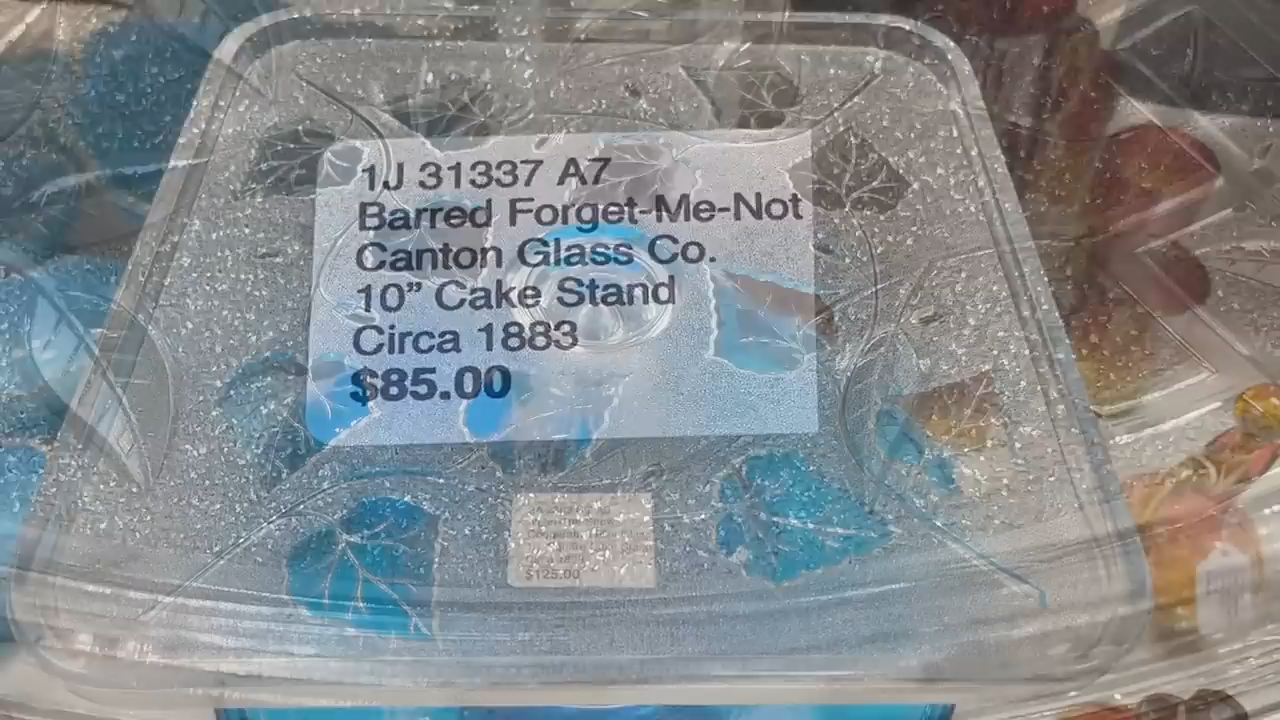 1J 31337 A7
Barred Forget-Me-Not
Canton Glass Co.
10” Cake Stand
Circa 1883
$85.00
$125.00